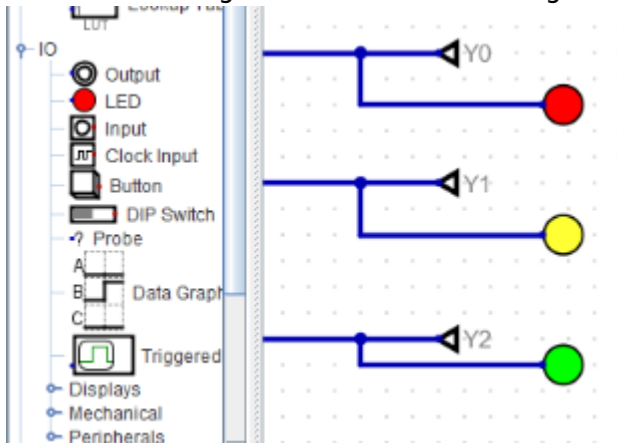 LUT
IO
Output
LED
Input
Clock Input
Button
DIP Switch
? Probe
A
B
C
Data Graph
Triggered
Displays
Mechanical
Peripherals
Y0
Y1
Y2